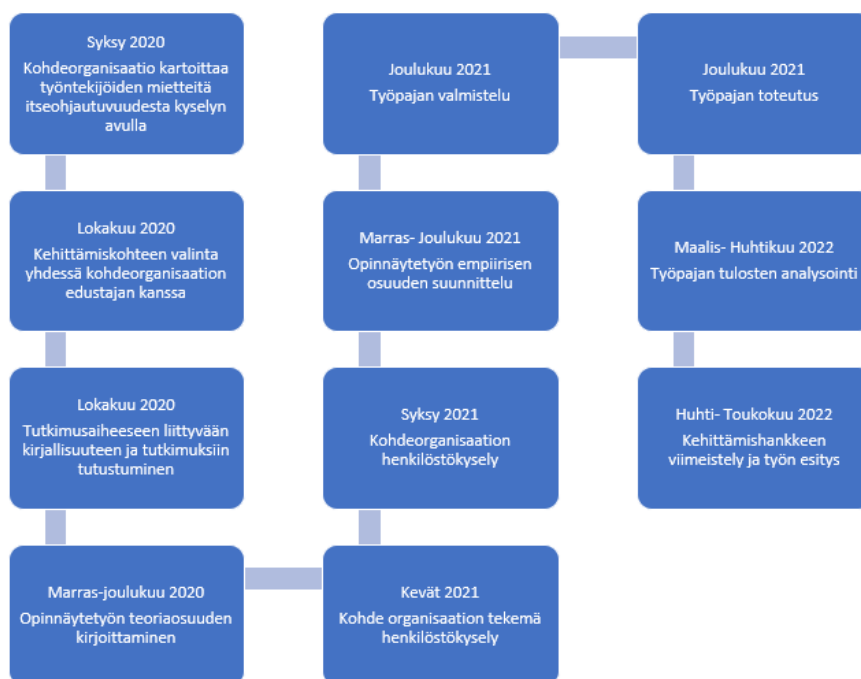 Syksy 2020
Kohdeorganisaatio kartoittaa
työntekijöiden mietteitä
itseohjautuvuudesta kyselyn
avulla
Lokakuu 2020
Kehittämiskohteen valinta
yhdessä kohdeorganisaation
edustajan kanssa
Lokakuu 2020
Tutkimusaiheeseen liittyvään
kirjallisuuteen ja tutkimuksiin
tutustuminen
Marras-joulukuu 2020
Opinnäytetyön teoriaosuuden
kirjoittaminen
Kevät 2021
Kohde organisaation tekemä
henkilöstökysely
Syksy 2021
Kohdeorganisaation
henkilöstökysely
Marras- Joulukuu 2021
Opinnäytetyön empiirisen
osuuden suunnittelu
Joulukuu 2021
Työpajan valmistelu
Joulukuu 2021
Työpajan toteutus
Maalis- Huhtikuu 2022
Työpajan tulosten analysointi
Huhti- Toukokuu 2022
Kehittämishankkeen
viimeistely ja työn esitys